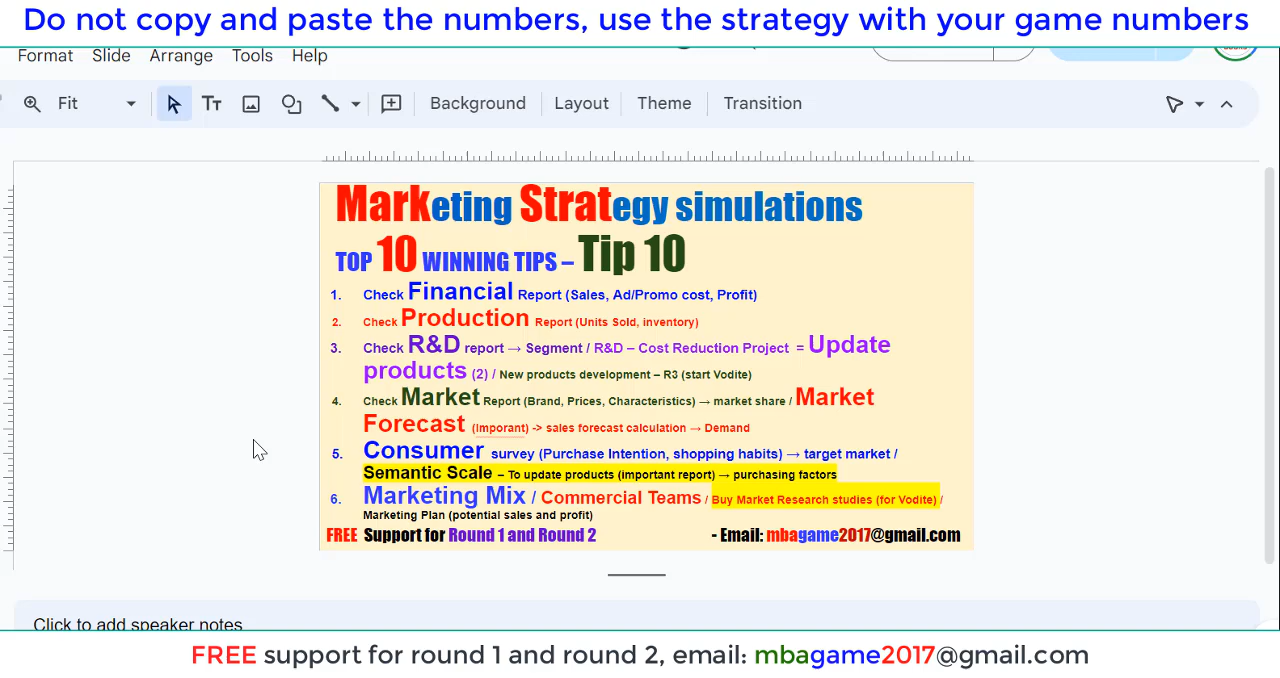 Do not copy and paste the numbers, use the strategy with your game numbers
Format Slide Arrange Tools Help
Fit Background Layout Theme Transition
Marketing Strategy simulations
TOP 10 WINNING TIPS – Tip 10
1. Check Financial Report (Sales, Ad/Promo cost, Profit)
2. Check Production Report (Units Sold, inventory)
3. Check R&D report → Segment / R&D – Cost Reduction Project = Update
products (2) / New products development – R3 (start Vodite)
4. Check Market Report (Brand, Prices, Characteristics) → market share / Market
Forecast (Imporant) -> sales forecast calculation → Demand
5. Consumer survey (Purchase Intention, shopping habits) → target market /
Semantic Scale – To update products (important report) → purchasing factors
6. Marketing Mix / Commercial Teams / Buy Market Research studies (for Vodite) /
Marketing Plan (potential sales and profit)
FREE Support for Round 1 and Round 2 - Email: mbagame2017@gmail.com
Click to add speaker notes
FREE support for round 1 and round 2, email: mbagame2017@gmail.com